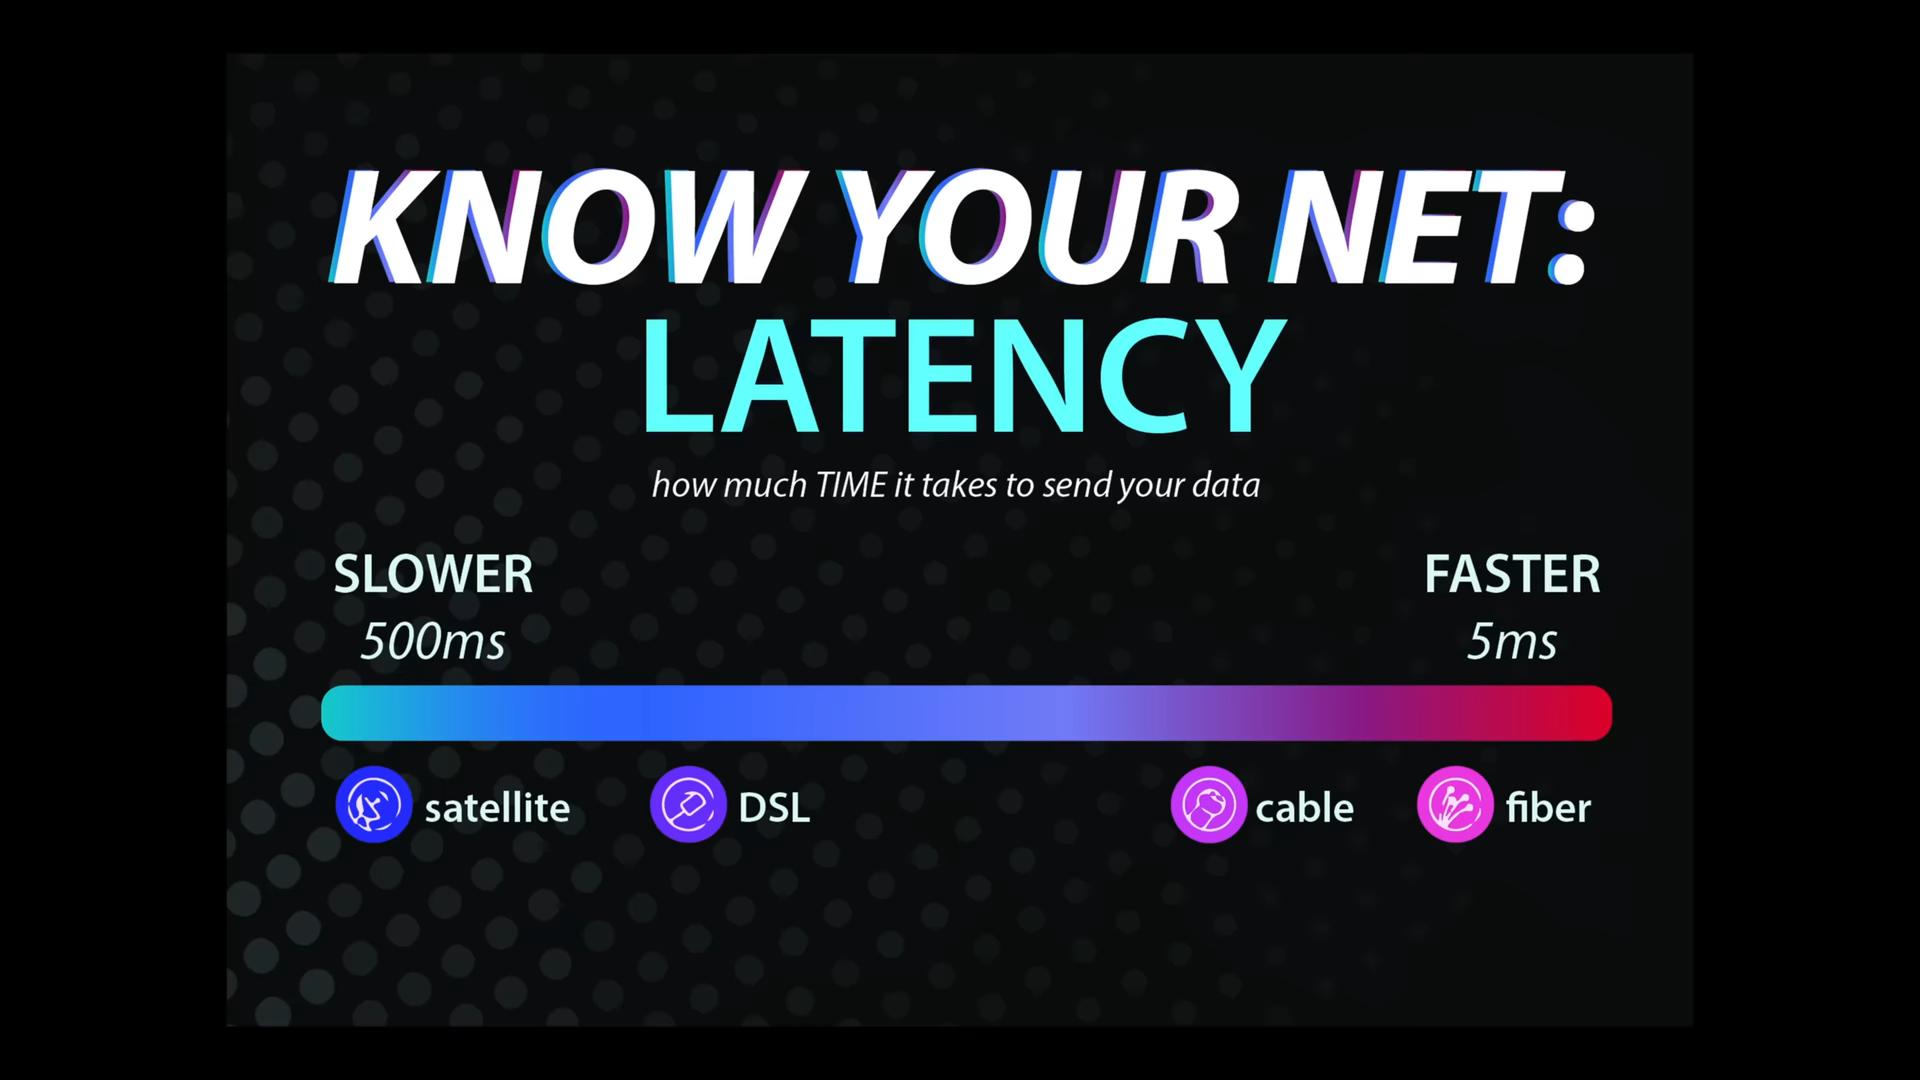 KNOW YOUR NET:
LATENCY
how much TIME it takes to send your data
SLOWER FASTER
500ms 5ms
satellite DSL cable fiber